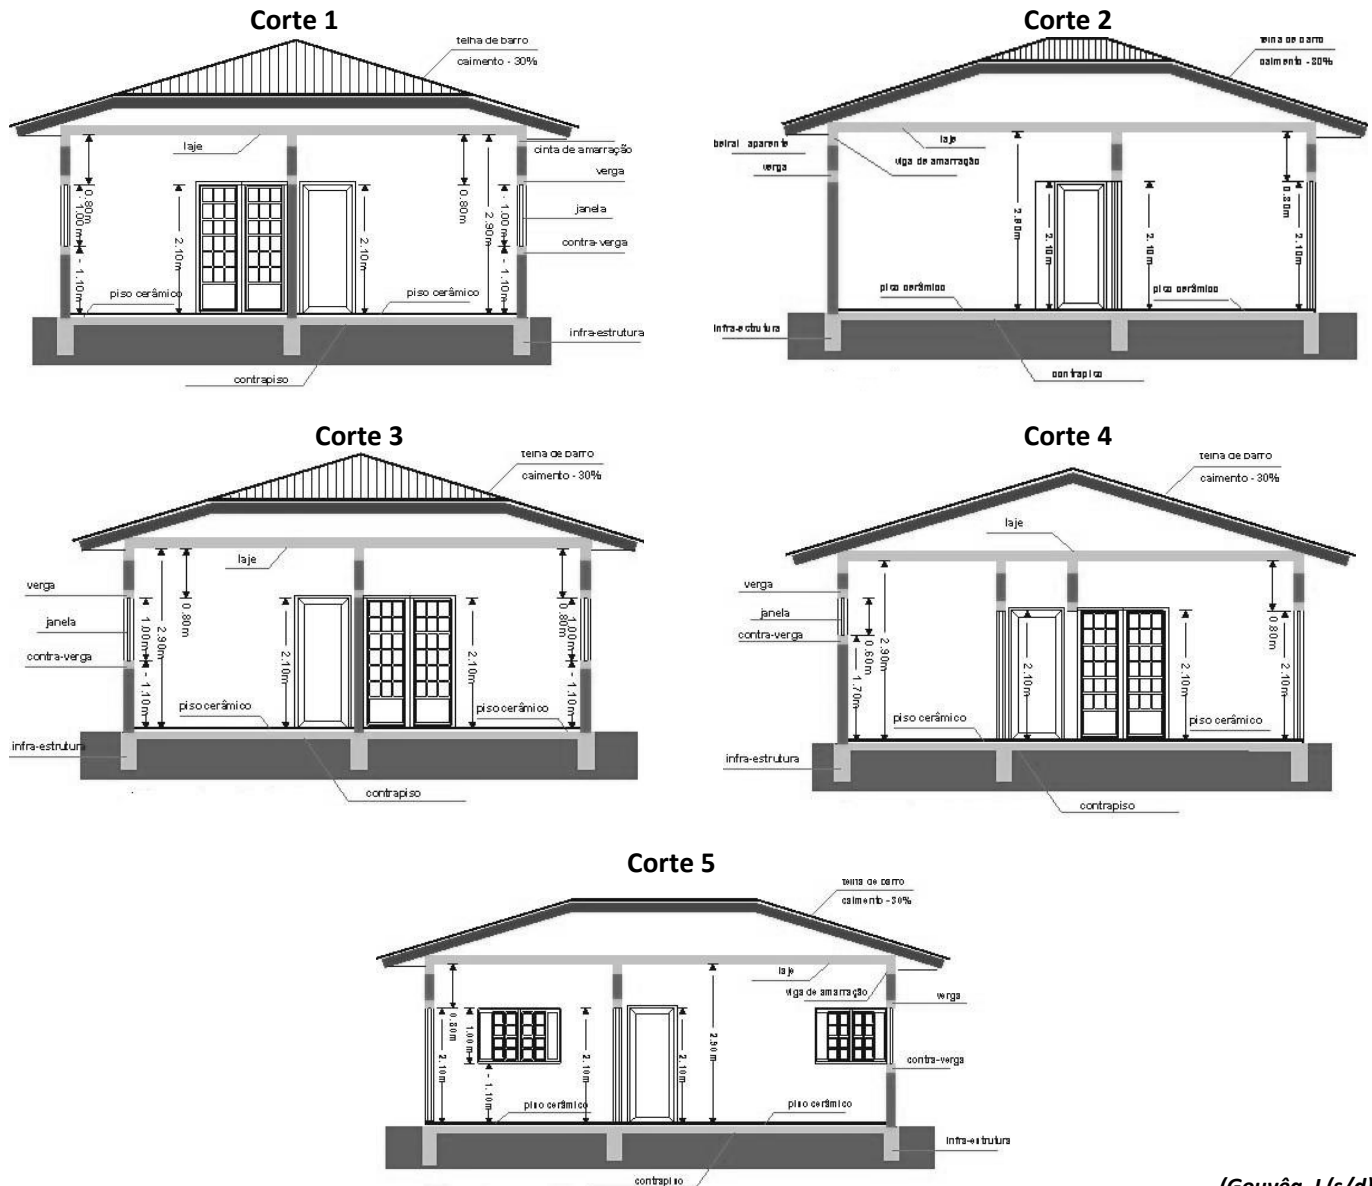 Corte 1
telha de barro
caimento - 30%
laje
cinta de amarração
verga
janela
contra-verga
0.80m
1.00m
1.10m
2.10m
2.10m
0.80m
2.90m
1.00m
1.10m
piso cerâmico
piso cerâmico
infra-estrutura
contrapiso
Corte 2
telha de barro
caimento - 30%
beiral aparente
laje
viga de amarração
verga
2.90m
2.10m
2.10m
0.80m
2.10m
piso cerâmico
piso cerâmico
infra-estrutura
contrapiso
Corte 3
telha de barro
caimento - 30%
laje
verga
janela
contra-verga
1.00m
1.10m
2.90m
0.80m
2.10m
2.10m
0.80m
1.00m
1.10m
piso cerâmico
piso cerâmico
infra-estrutura
contrapiso
Corte 4
telha de barro
caimento - 30%
laje
verga
janela
contra-verga
0.60m
1.70m
2.90m
2.10m
2.10m
0.80m
2.10m
piso cerâmico
piso cerâmico
infra-estrutura
contrapiso
Corte 5
telha de barro
caimento - 30%
laje
viga de amarração
verga
contra-verga
2.10m
0.80m
1.00m
1.10m
2.10m
2.10m
2.90m
piso cerâmico
piso cerâmico
infra-estrutura
contrapiso
(Gouvêa, L(s/d)